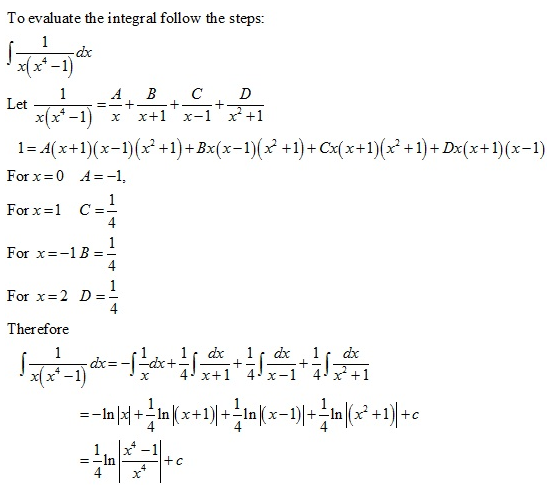 To evaluate the integral follow the steps:
∫ 1/(x(x⁴−1)) dx
Let 1/(x(x⁴−1)) = A/x + B/(x+1) + C/(x−1) + D/(x²+1)
1 = A(x+1)(x−1)(x²+1) + Bx(x−1)(x²+1) + Cx(x+1)(x²+1) + Dx(x+1)(x−1)
For x = 0 A = −1,
For x = 1 C = 1/4
For x = −1 B = 1/4
For x = 2 D = 1/4
Therefore
∫ 1/(x(x⁴−1)) dx = −∫ 1/x dx + 1/4 ∫ dx/(x+1) + 1/4 ∫ dx/(x−1) + 1/4 ∫ dx/(x²+1)
= −ln|x| + 1/4 ln|(x+1)| + 1/4 ln|(x−1)| + 1/4 ln|(x²+1)| + c
= 1/4 ln|(x⁴−1)/x⁴| + c